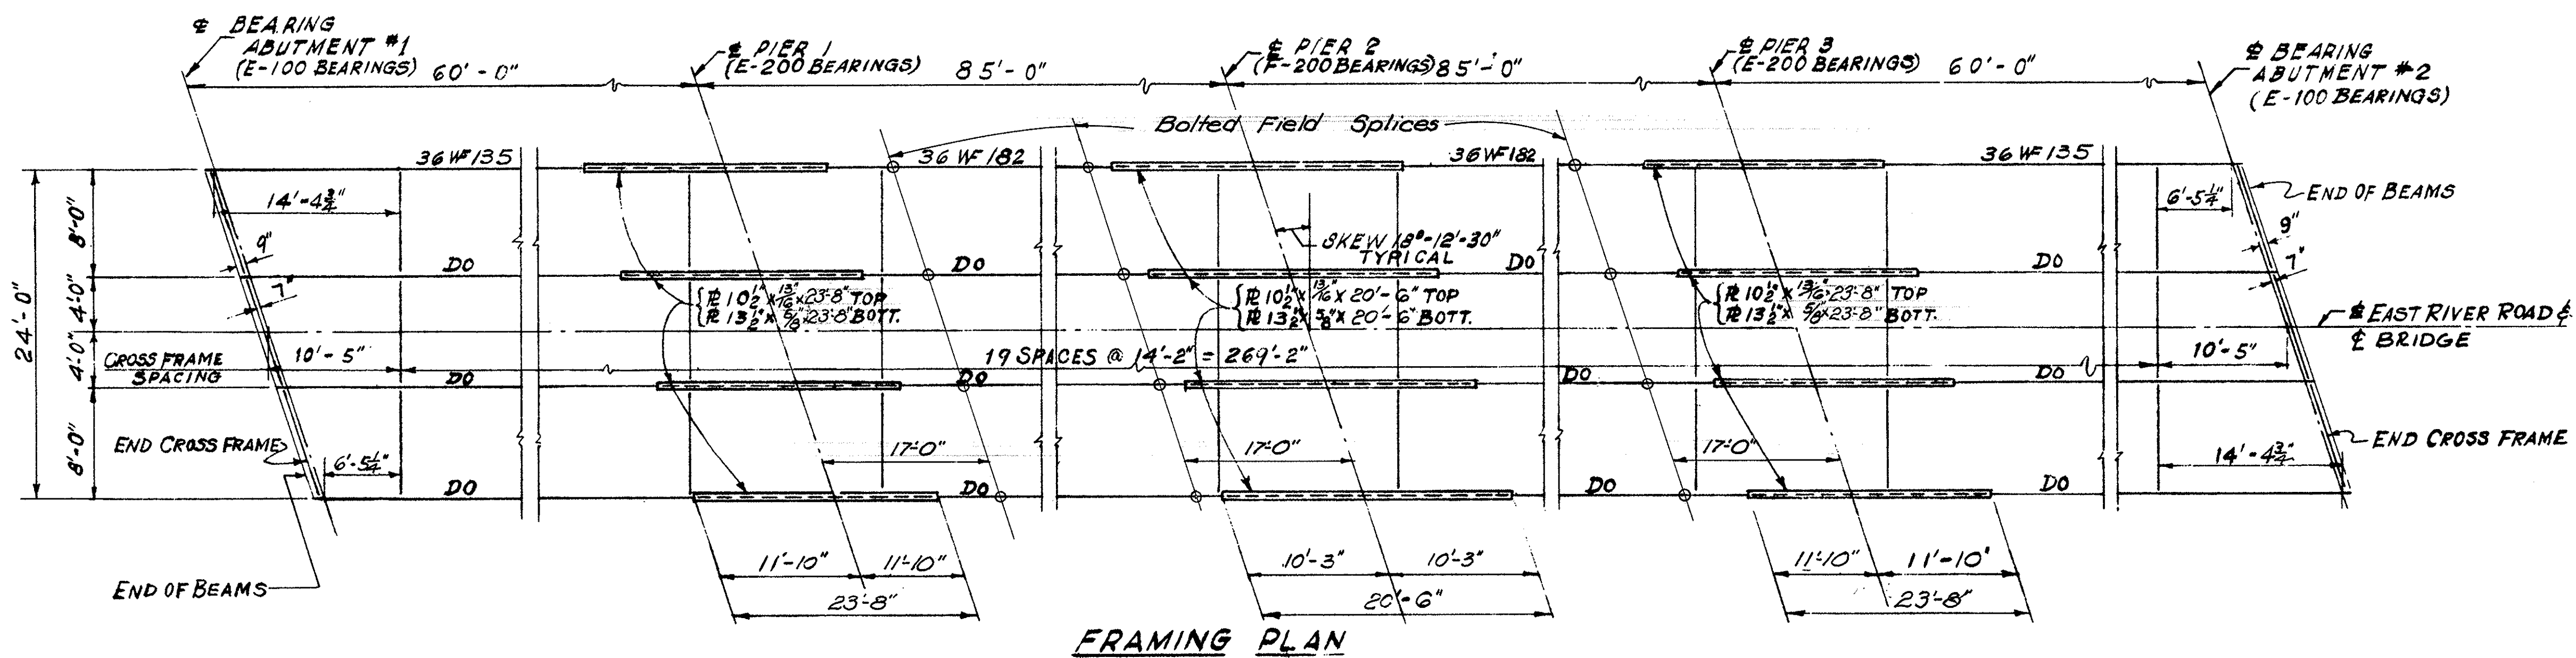 ℄ BEARING
ABUTMENT #1
(E-100 BEARINGS)
60'-0"
℄ PIER 1
(E-200 BEARINGS)
85'-0"
℄ PIER 2
(F-200 BEARINGS)
85'-0"
℄ PIER 3
(E-200 BEARINGS)
60'-0"
℄ BEARING
ABUTMENT #2
(E-100 BEARINGS)
Bolted Field Splices
36 WF 135
36 WF 182
36 WF 182
36 WF 135
END OF BEAMS
14'-4¾"
6'-5¼"
24'-0"
8'-0"
4'-0"
4'-0"
8'-0"
9"
7"
9"
7"
SKEW 18°-12'-30"
TYPICAL
DO
DO
DO
DO
℞ 10½" x 13/16" x 23'-8" TOP
℞ 13½" x 5/8" x 23'-8" BOTT.
℞ 10½" x 13/16" x 20'-6" TOP
℞ 13½" x 5/8" x 20'-6" BOTT.
℞ 10½" x 13/16" x 23'-8" TOP
℞ 13½" x 5/8" x 23'-8" BOTT.
℄ EAST RIVER ROAD &
℄ BRIDGE
CROSS FRAME
SPACING
10'-5"
19 SPACES @ 14'-2" = 269'-2"
10'-5"
DO
DO
DO
DO
END CROSS FRAME
6'-5¼"
17'-0"
17'-0"
17'-0"
END CROSS FRAME
14'-4¾"
DO
DO
DO
DO
END OF BEAMS
11'-10"
11'-10"
23'-8"
10'-3"
10'-3"
20'-6"
11'-10"
11'-10"
23'-8"
FRAMING PLAN